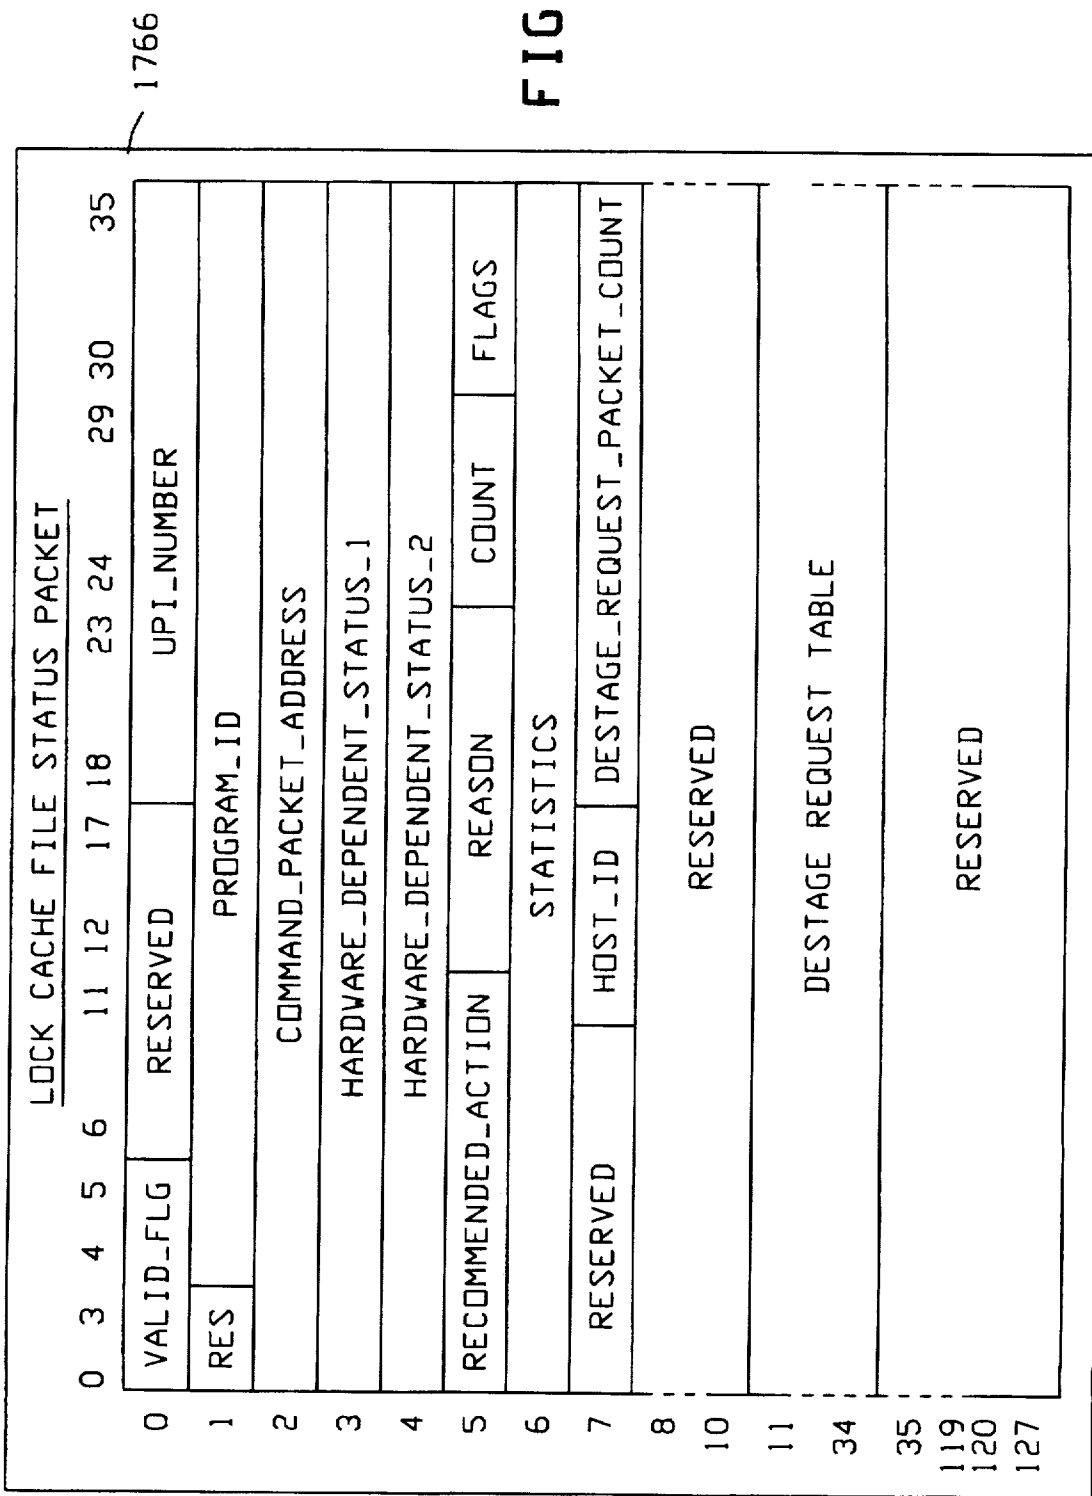 LOCK CACHE FILE STATUS PACKET
0 3 4 5 6 11 12 17 18 23 24 29 30 35
1766
0 VALID_FLG RESERVED UPI_NUMBER
1 RES PROGRAM_ID
2 COMMAND_PACKET_ADDRESS
3 HARDWARE_DEPENDENT_STATUS_1
4 HARDWARE_DEPENDENT_STATUS_2
5 RECOMMENDED_ACTION REASON COUNT FLAGS
6 STATISTICS
7 RESERVED HOST_ID DESTAGE_REQUEST_PACKET_COUNT
8
RESERVED
10
11
DESTAGE REQUEST TABLE
34
35
119 RESERVED
120
127
FIG